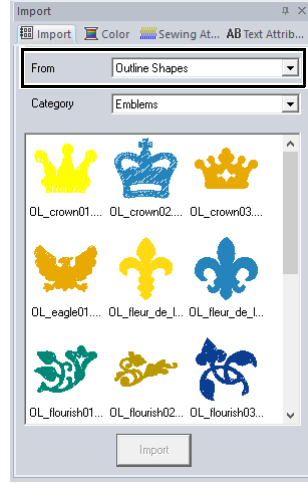 Import
Import Color Sewing At... AB Text Attrib...
From Outline Shapes
Category Emblems
OL_crown01.... OL_crown02.... OL_crown03....
OL_eagle01.... OL_fleur_de_l... OL_fleur_de_l...
OL_flourish01... OL_flourish02... OL_flourish03...
Import